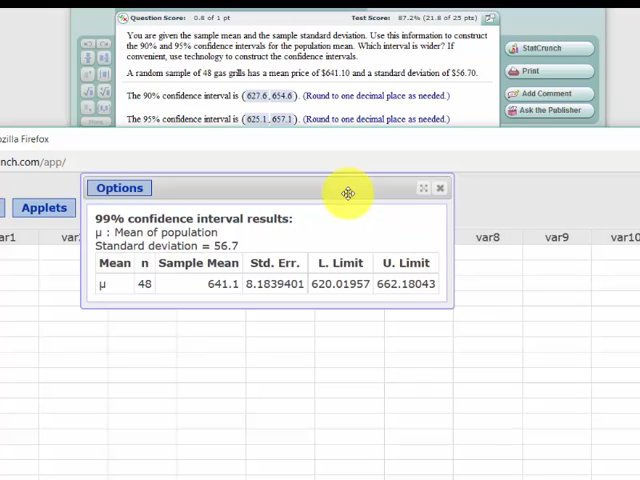 Question Score: 0.8 of 1 pt
Test Score: 87.2% (21.8 of 25 pts)
You are given the sample mean and the sample standard deviation. Use this information to construct
the 90% and 95% confidence intervals for the population mean. Which interval is wider? If
convenient, use technology to construct the confidence intervals.
A random sample of 48 gas grills has a mean price of $641.10 and a standard deviation of $56.70.
The 90% confidence interval is ( 627.6 , 654.6 ). (Round to one decimal place as needed.)
The 95% confidence interval is ( 625.1 , 657.1 ). (Round to one decimal place as needed.)
StatCrunch
Print
Add Comment
Ask the Publisher
More
ozilla Firefox
nch.com/app/
Applets
Options
ar1 var var8 var9 var10
99% confidence interval results:
μ : Mean of population
Standard deviation = 56.7
Mean n Sample Mean Std. Err. L. Limit U. Limit
μ 48 641.1 8.1839401 620.01957 662.18043